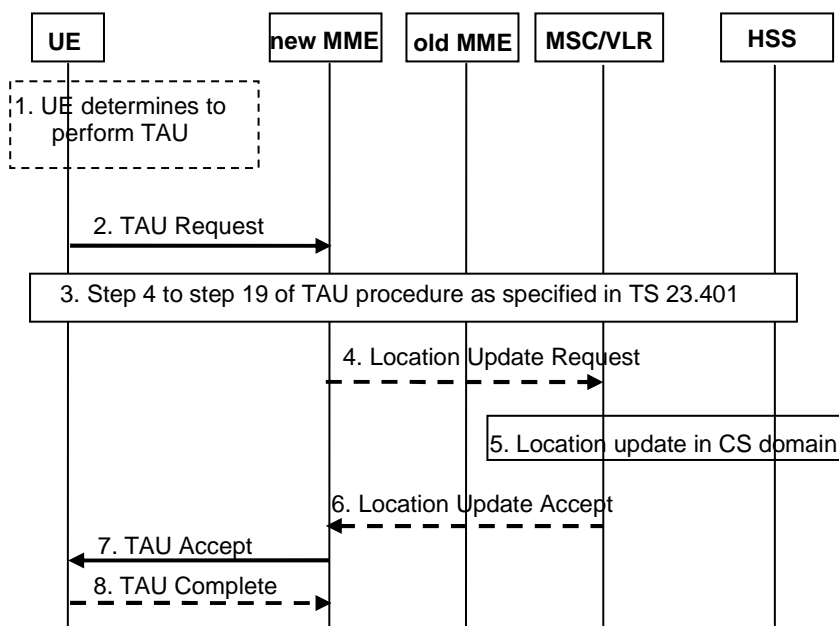 UE
new MME
old MME
MSC/VLR
HSS
1. UE determines to
perform TAU
2. TAU Request
3. Step 4 to step 19 of TAU procedure as specified in TS 23.401
4. Location Update Request
5. Location update in CS domain
6. Location Update Accept
7. TAU Accept
8. TAU Complete